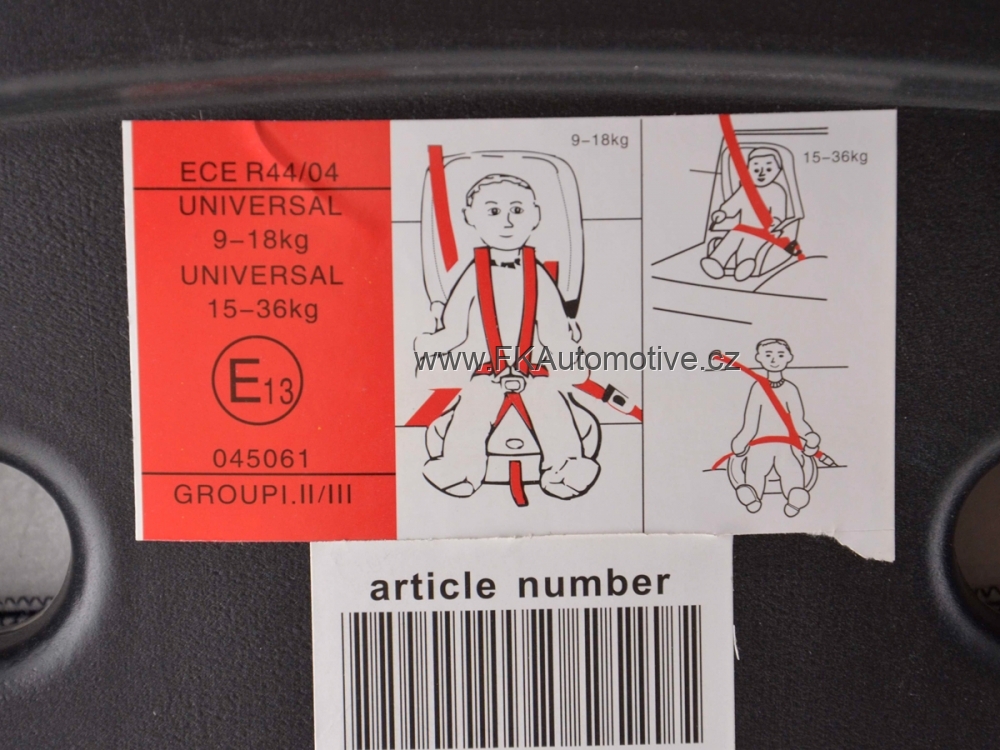 ECE R44/04
UNIVERSAL
9–18kg
UNIVERSAL
15–36kg
E13
045061
GROUPI.II/III
9–18kg
15–36kg
www.FKAutomotive.cz
article number